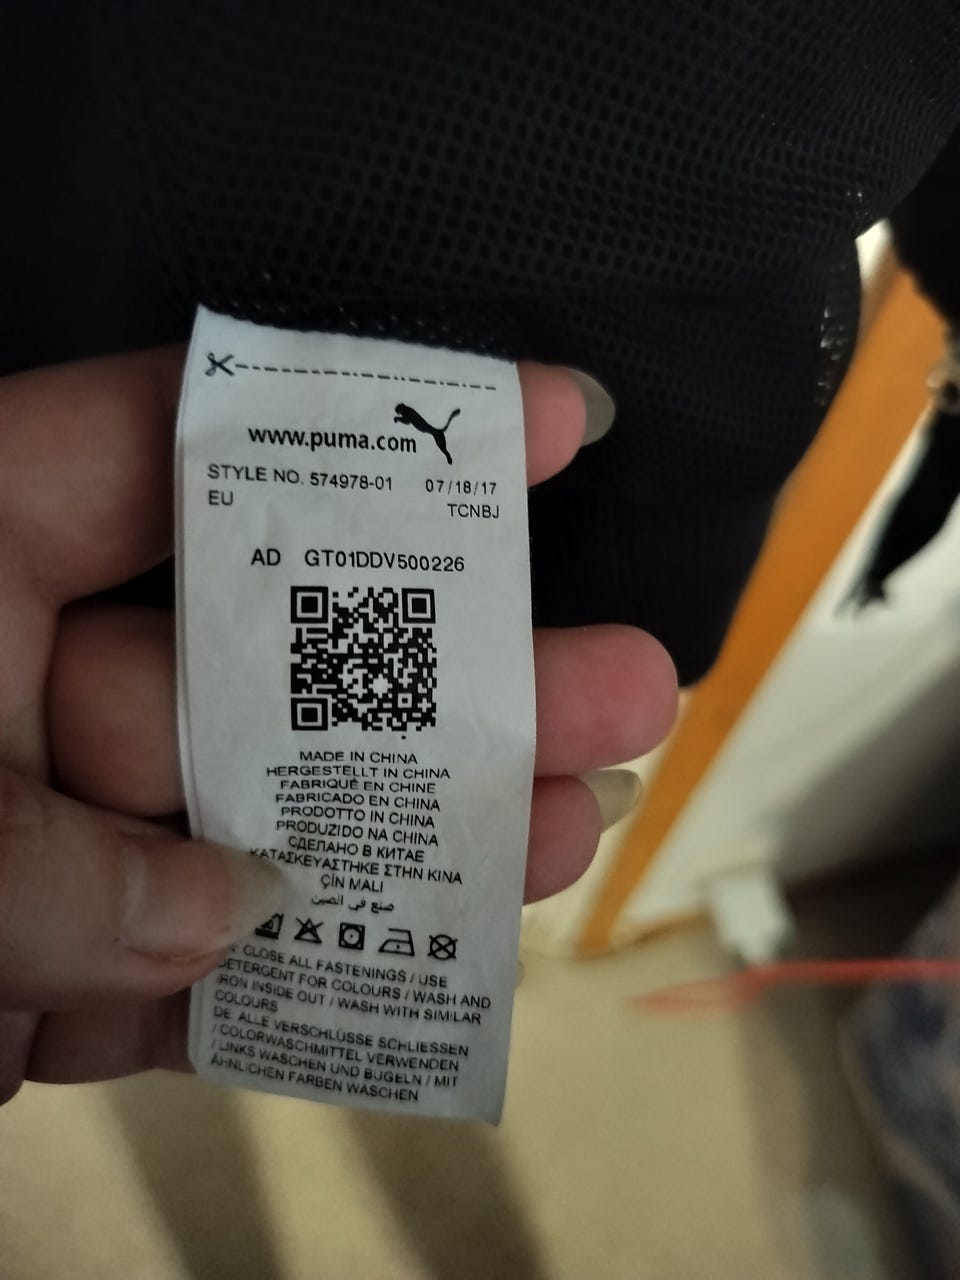 www.puma.com
STYLE NO. 574978-01 07/18/17
EU TCNBJ
AD GT01DDV500226
MADE IN CHINA
HERGESTELLT IN CHINA
FABRIQUÉ EN CHINE
FABRICADO EN CHINA
PRODOTTO IN CHINA
PRODUZIDO NA CHINA
СДЕЛАНО В КИТАЕ
ΚΑΤΑΣΚΕΥΑΣΤΗΚΕ ΣΤΗΝ ΚΙΝΑ
ÇİN MALI
صنع في الصين
: CLOSE ALL FASTENINGS / USE
DETERGENT FOR COLOURS / WASH AND
IRON INSIDE OUT / WASH WITH SIMILAR
COLOURS
DE: ALLE VERSCHLÜSSE SCHLIESSEN
/ COLORWASCHMITTEL VERWENDEN
/ LINKS WASCHEN UND BUGELN / MIT
ÄHNLICHEN FARBEN WASCHEN